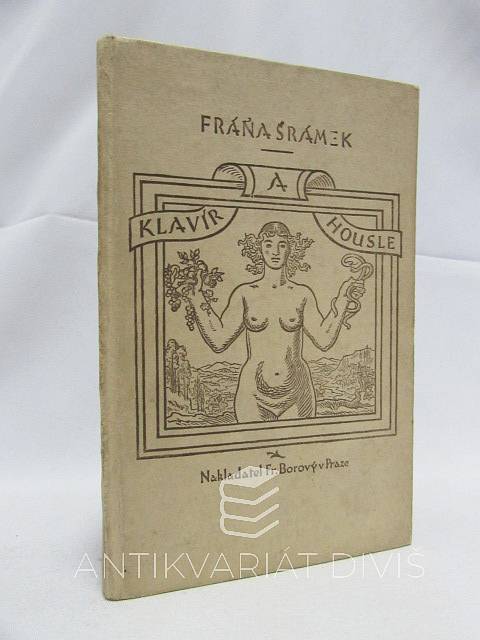 FRÁŇA ŠRÁMEK
KLAVÍR A HOUSLE
Nakladatel Fr. Borový v Praze
ANTIKVARIÁT DIVIŠ